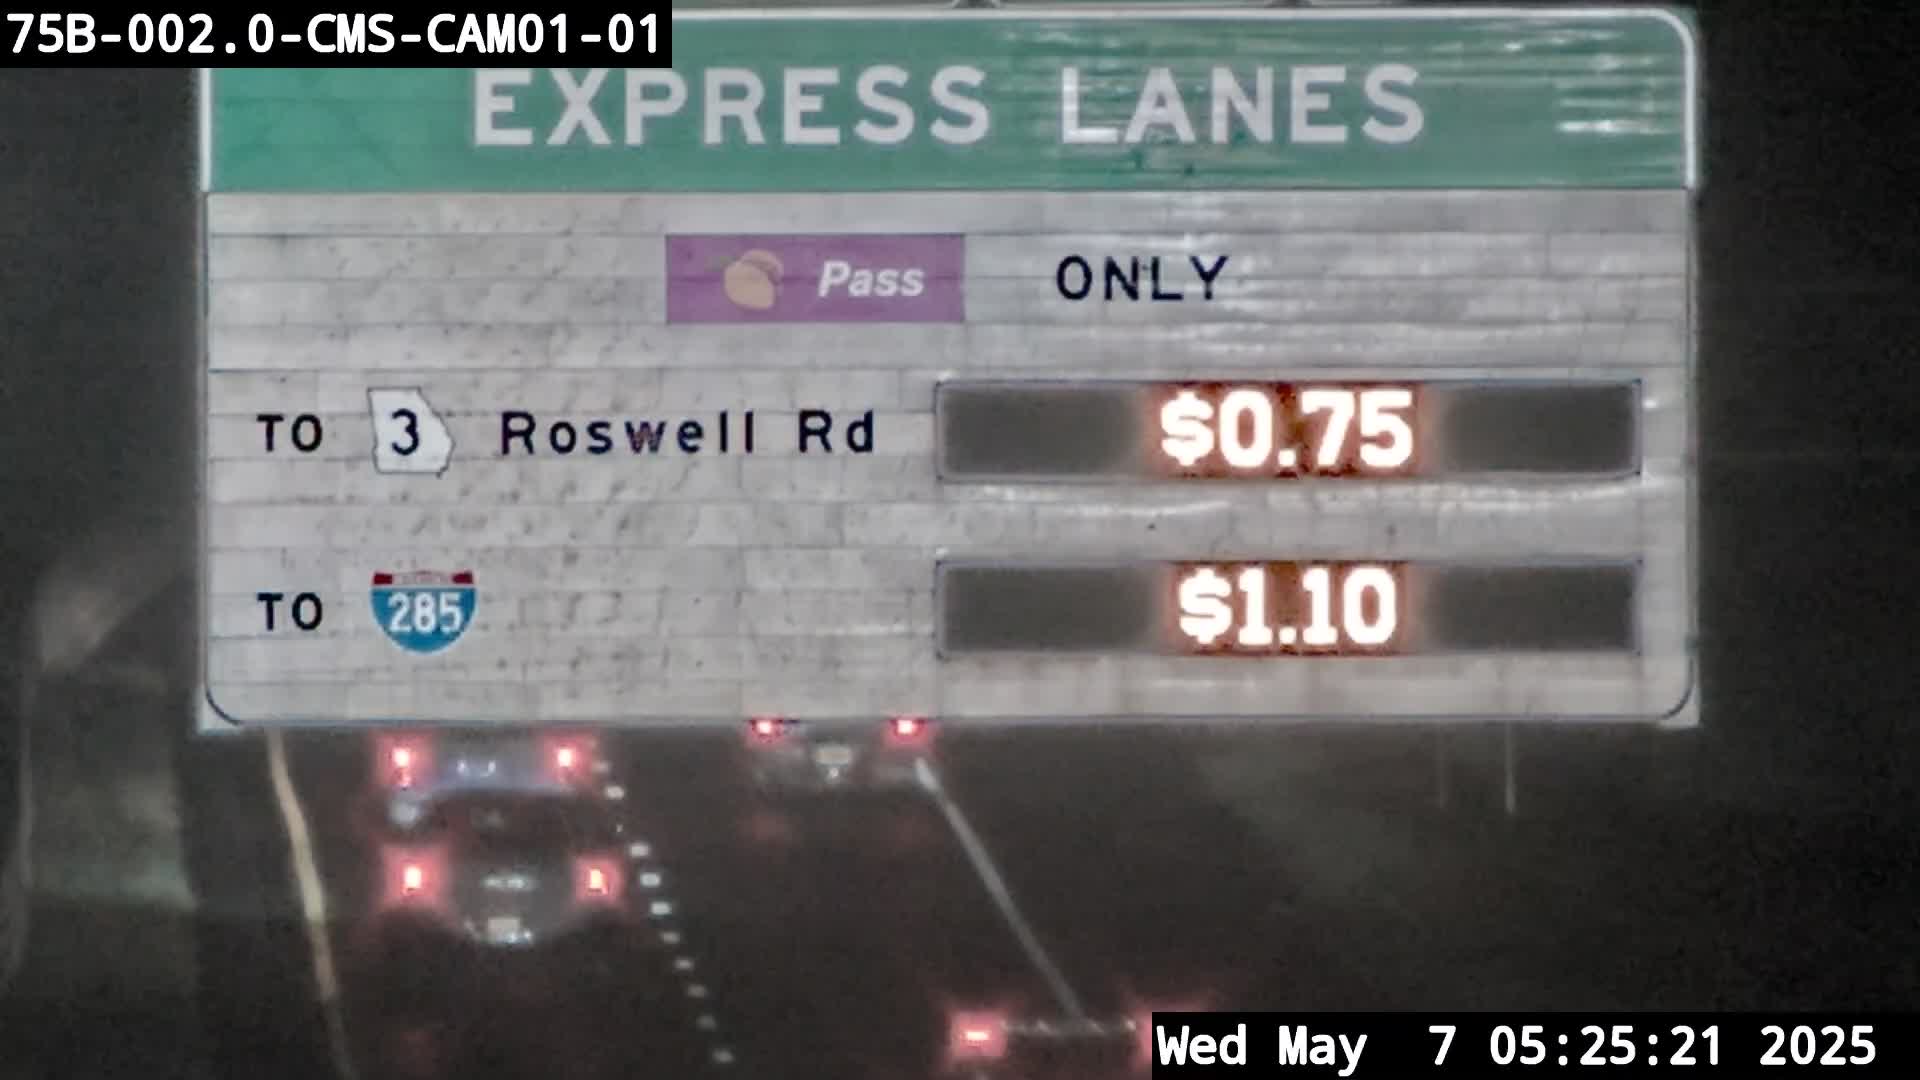 75B-002.0-CMS-CAM01-01
EXPRESS LANES
Pass ONLY
TO 3 Roswell Rd $0.75
TO 285 $1.10
Wed May 7 05:25:21 2025